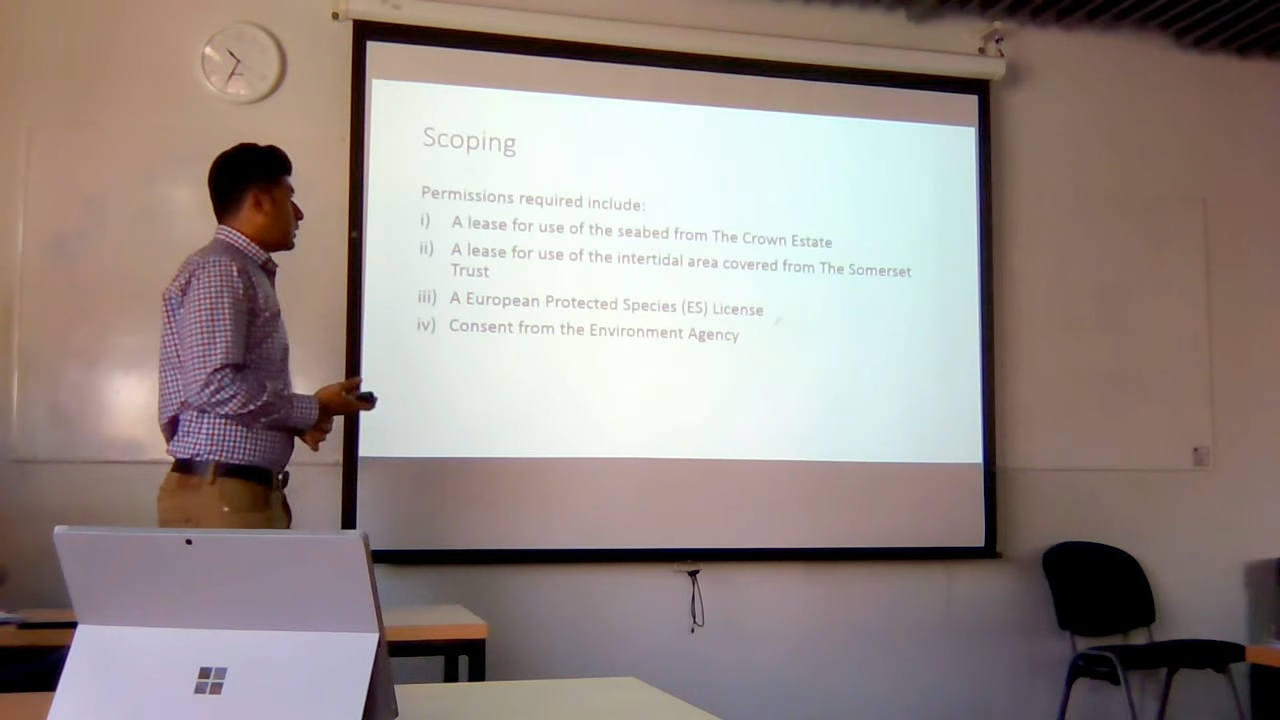 Scoping
Permissions required include:
i) A lease for use of the seabed from The Crown Estate
ii) A lease for use of the intertidal area covered from The Somerset
Trust
iii) A European Protected Species (ES) License
iv) Consent from the Environment Agency